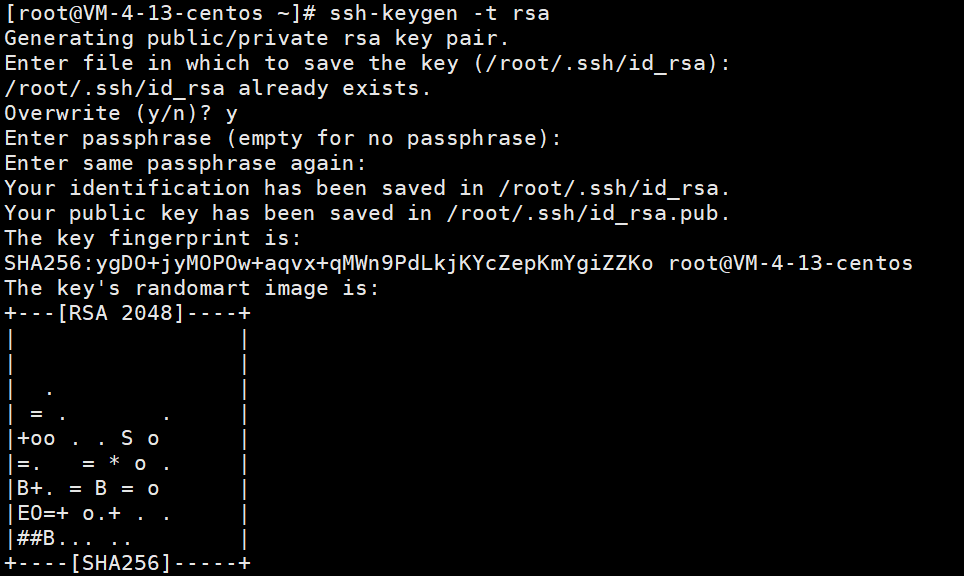 [root@VM-4-13-centos ~]# ssh-keygen -t rsa
Generating public/private rsa key pair.
Enter file in which to save the key (/root/.ssh/id_rsa):
/root/.ssh/id_rsa already exists.
Overwrite (y/n)? y
Enter passphrase (empty for no passphrase):
Enter same passphrase again:
Your identification has been saved in /root/.ssh/id_rsa.
Your public key has been saved in /root/.ssh/id_rsa.pub.
The key fingerprint is:
SHA256:ygDO+jyMOPOw+aqvx+qMWn9PdLkjKYcZepKmYgiZZKo root@VM-4-13-centos
The key's randomart image is:
+---[RSA 2048]----+
|                 |
|                 |
|  .              |
| = .       .     |
|+oo . . S o      |
|=.   = * o .     |
|B+. = B = o      |
|EO=+ o.+ . .     |
|##B... ..        |
+----[SHA256]-----+